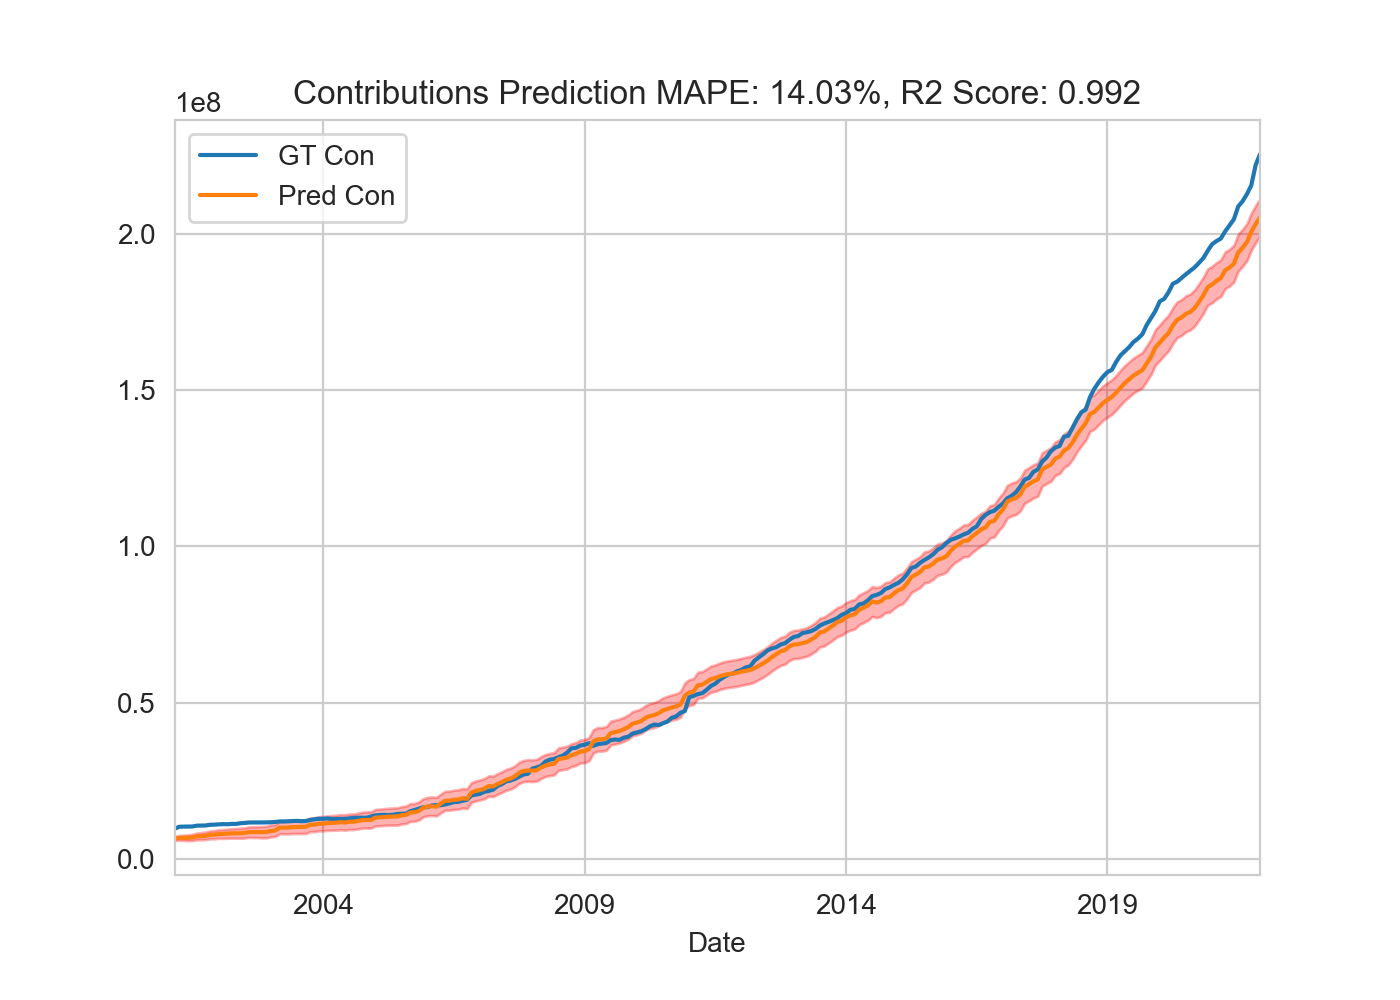 Contributions Prediction MAPE: 14.03%, R2 Score: 0.992
1e8
GT Con
Pred Con
2.0
1.5
1.0
0.5
0.0
2004 2009 2014 2019
Date